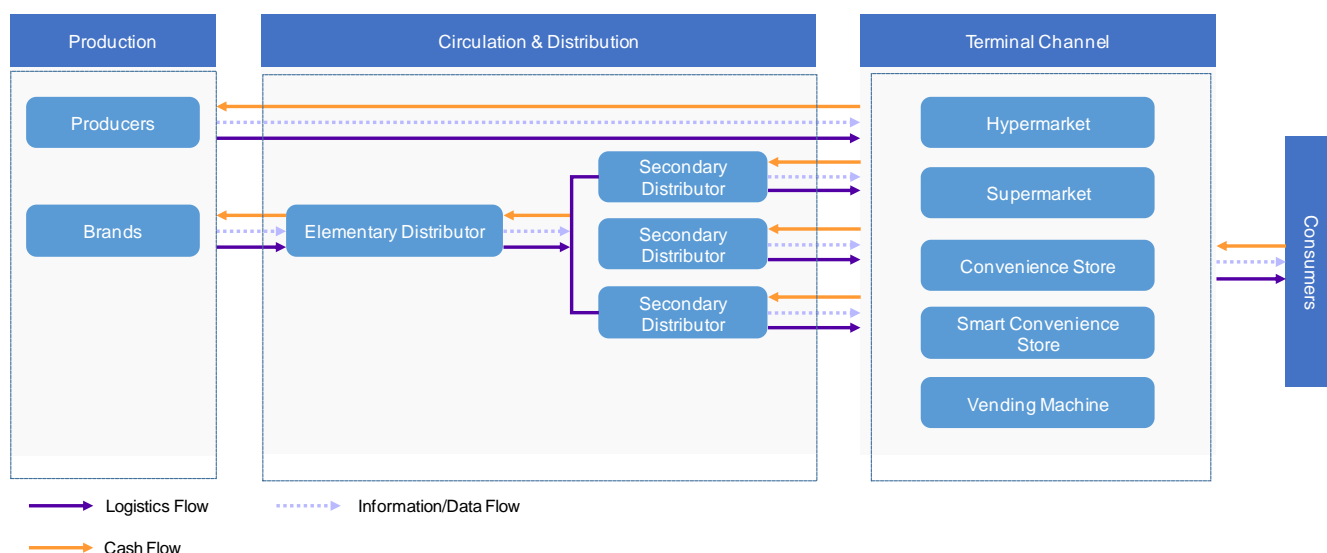 Production
Circulation & Distribution
Terminal Channel
Producers
Brands
Elementary Distributor
Secondary
Distributor
Secondary
Distributor
Secondary
Distributor
Hypermarket
Supermarket
Convenience Store
Smart Convenience
Store
Vending Machine
Consumers
Logistics Flow
Information/Data Flow
Cash Flow